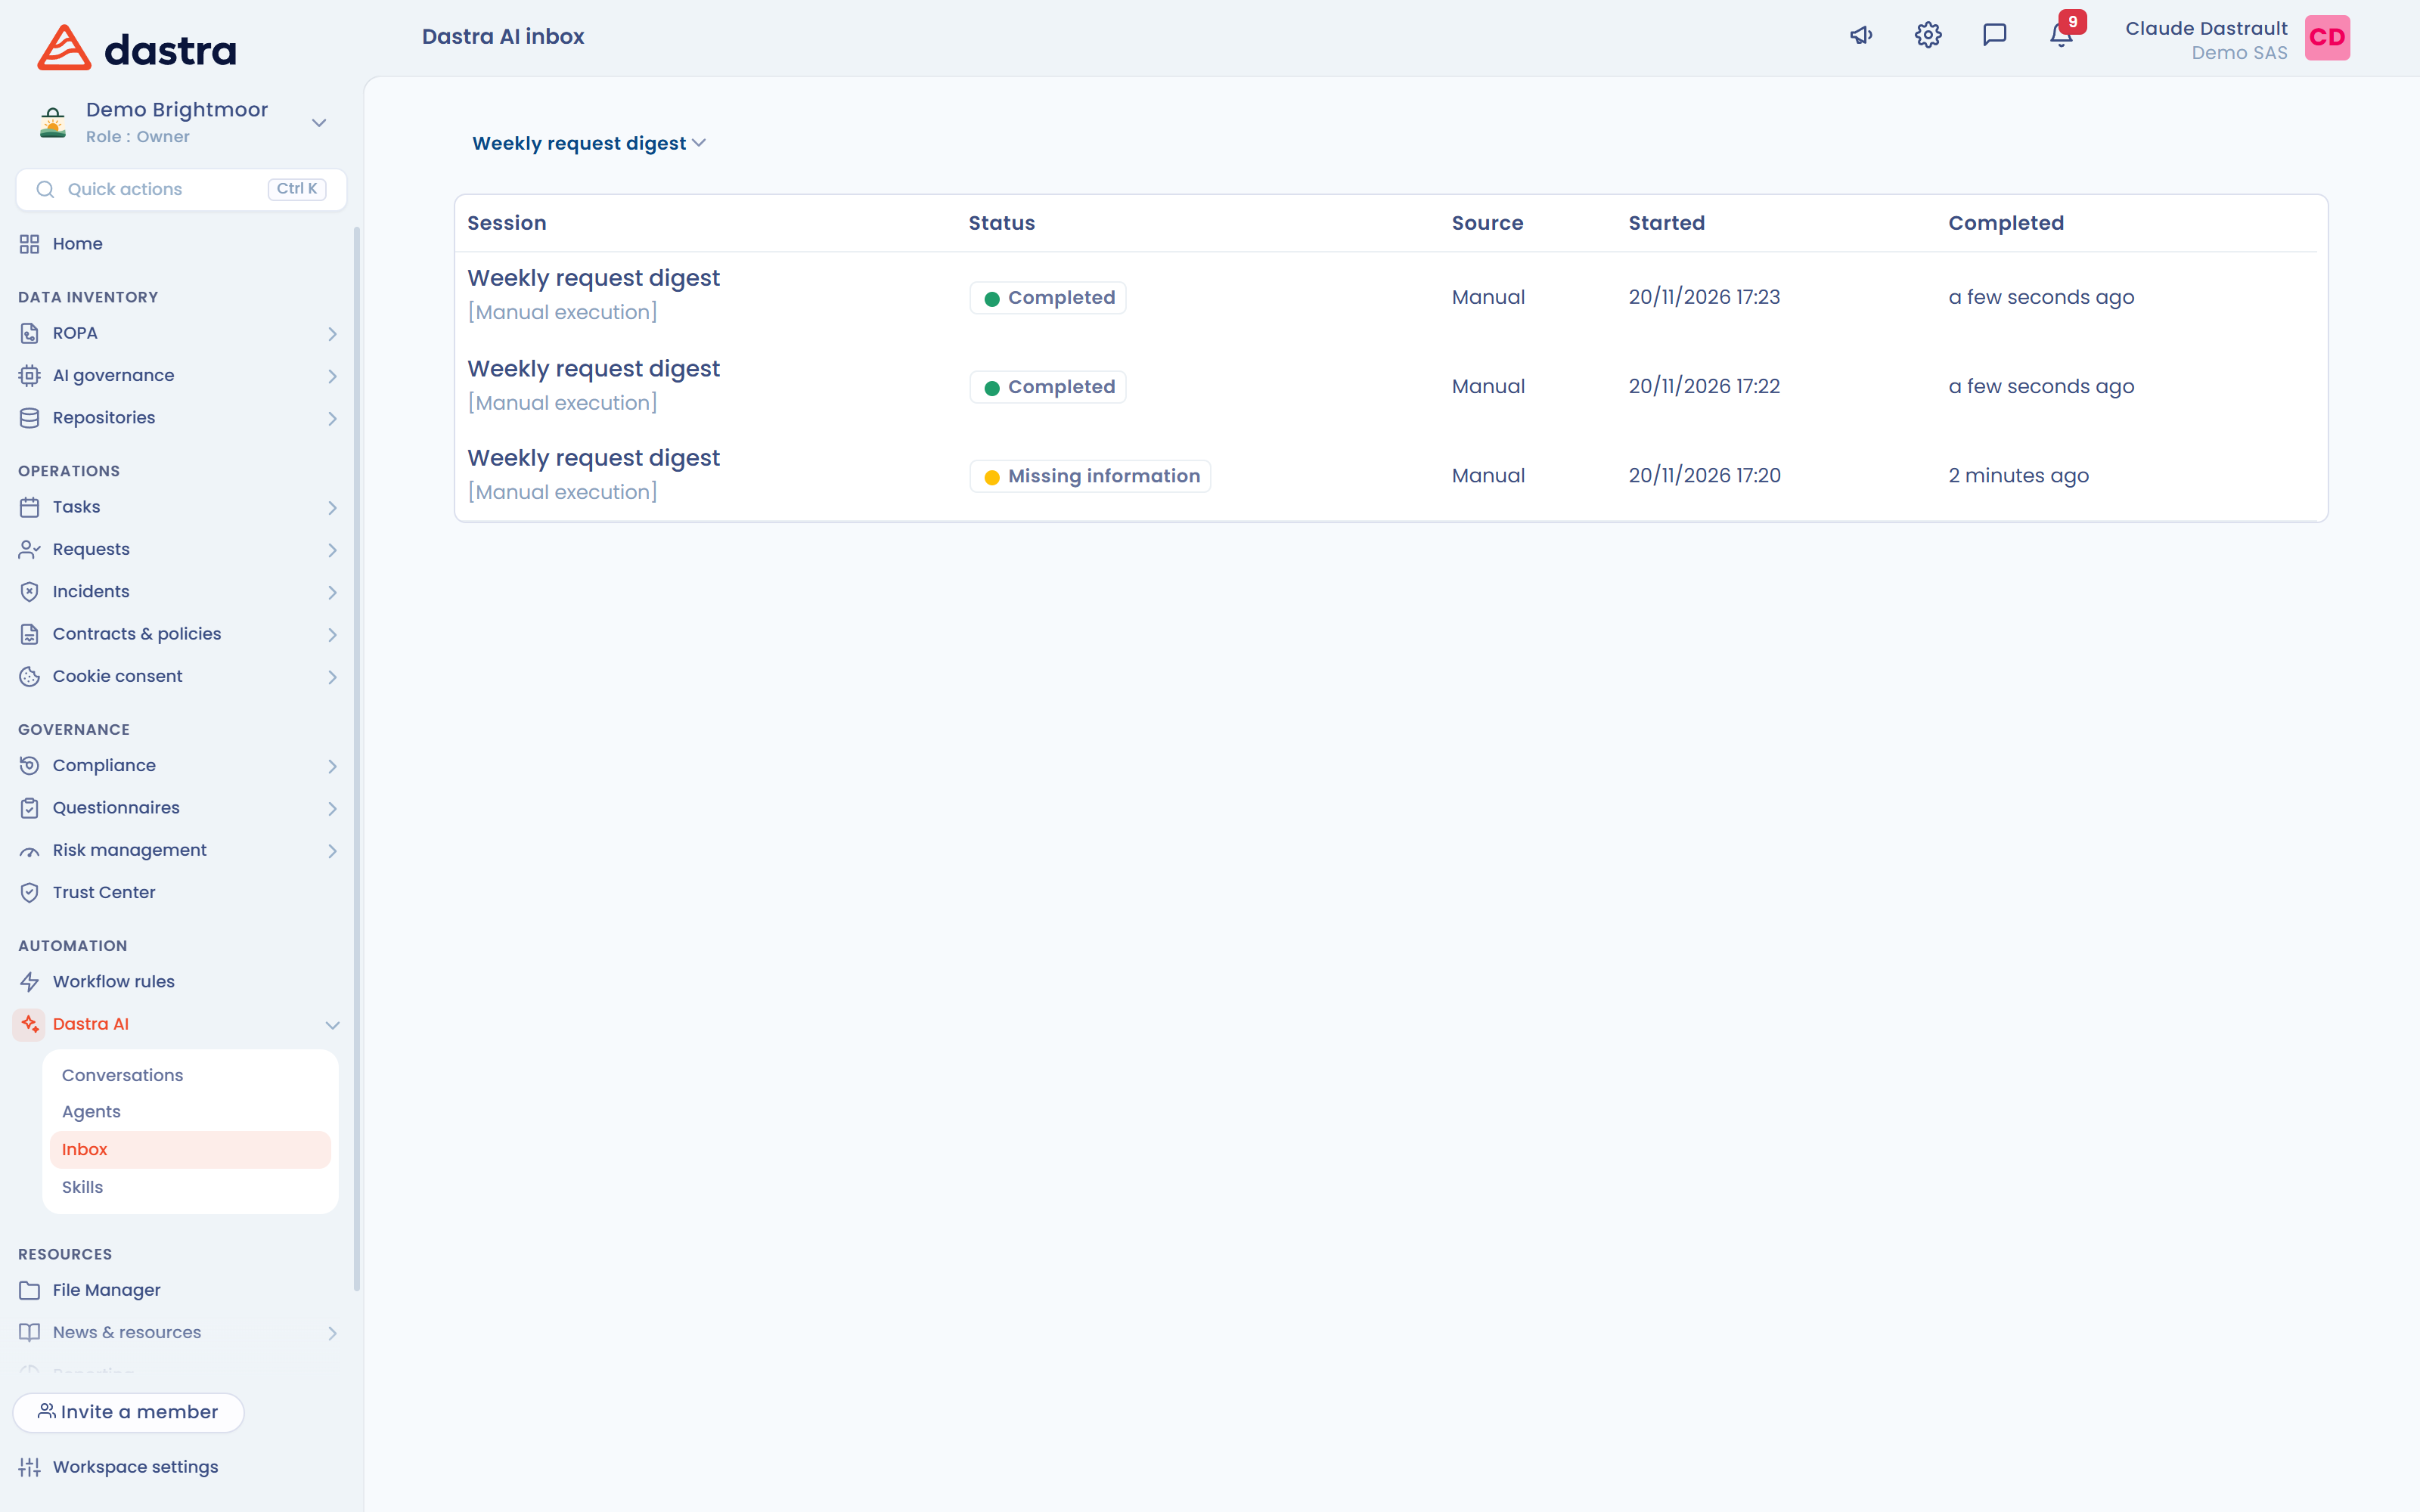 dastra
Dastra AI inbox
9
Claude Dastrault
Demo SAS
CD
Demo Brightmoor
Role : Owner
Quick actions
Ctrl K
Home
DATA INVENTORY
ROPA
AI governance
Repositories
OPERATIONS
Tasks
Requests
Incidents
Contracts & policies
Cookie consent
GOVERNANCE
Compliance
Questionnaires
Risk management
Trust Center
AUTOMATION
Workflow rules
Dastra AI
Conversations
Agents
Inbox
Skills
RESOURCES
File Manager
News & resources
Invite a member
Workspace settings
Weekly request digest
Session Status Source Started Completed
Weekly request digest
[Manual execution]
Completed Manual 20/11/2026 17:23 a few seconds ago
Weekly request digest
[Manual execution]
Completed Manual 20/11/2026 17:22 a few seconds ago
Weekly request digest
[Manual execution]
Missing information Manual 20/11/2026 17:20 2 minutes ago